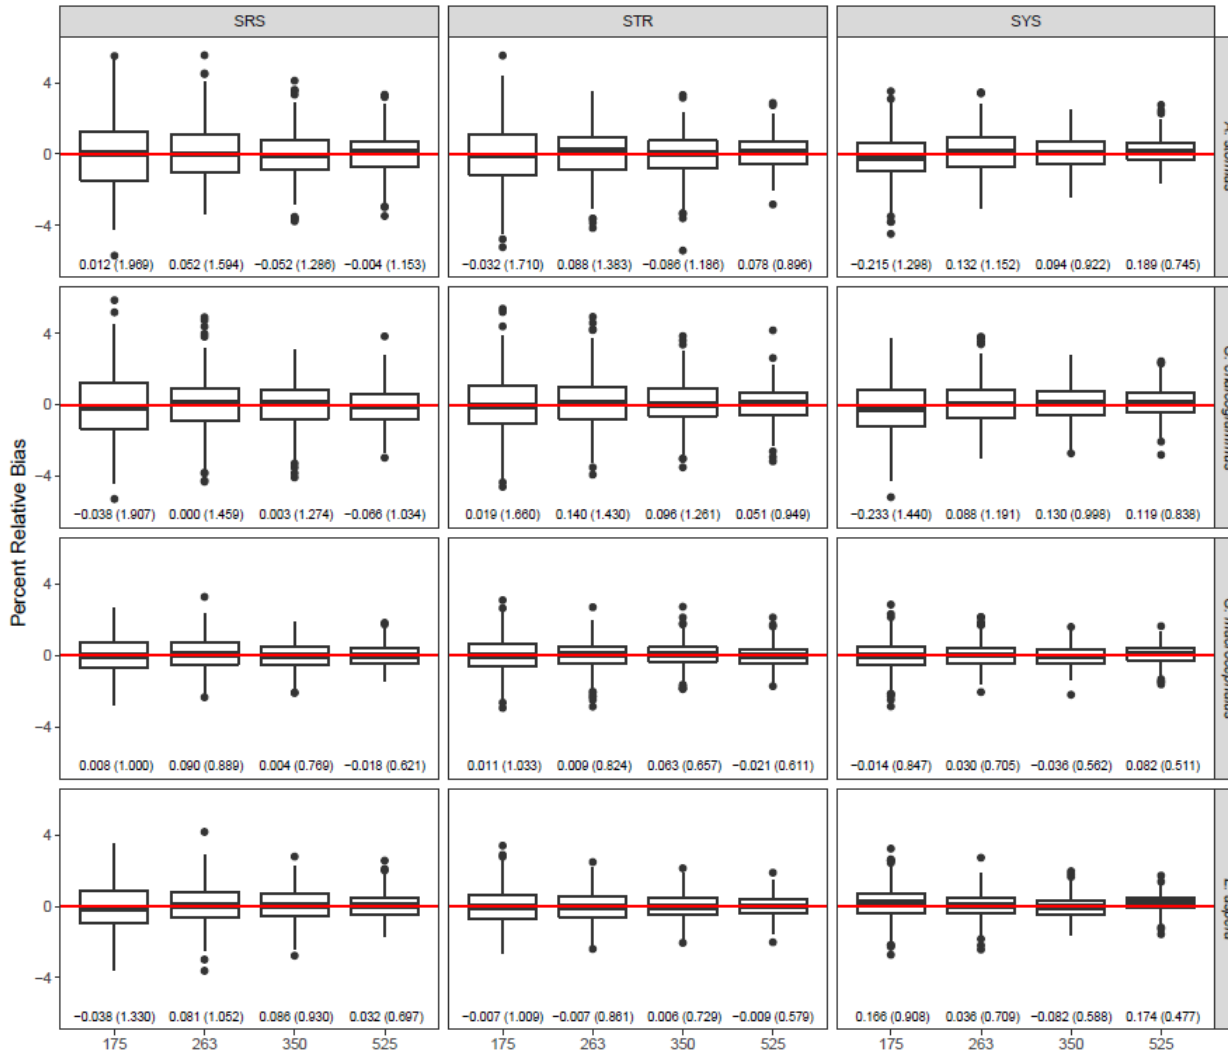 SRS STR SYS
4
0
−4
0.012 (1.969) 0.052 (1.594) −0.052 (1.286) −0.004 (1.153) −0.032 (1.710) 0.088 (1.383) −0.086 (1.186) 0.078 (0.896) −0.215 (1.298) 0.132 (1.152) 0.094 (0.922) 0.189 (0.745)
4
0
−4
−0.038 (1.907) 0.000 (1.459) 0.003 (1.274) −0.066 (1.034) 0.019 (1.660) 0.140 (1.430) 0.096 (1.261) 0.051 (0.949) −0.233 (1.440) 0.088 (1.191) 0.130 (0.998) 0.119 (0.838)
Percent Relative Bias
4
0
−4
0.008 (1.000) 0.090 (0.889) 0.004 (0.769) −0.018 (0.621) 0.011 (1.033) 0.009 (0.824) 0.063 (0.657) −0.021 (0.611) −0.014 (0.847) 0.030 (0.705) −0.036 (0.562) 0.082 (0.511)
4
0
−4
−0.038 (1.330) 0.081 (1.052) 0.086 (0.930) 0.032 (0.697) −0.007 (1.009) −0.007 (0.861) 0.006 (0.729) −0.009 (0.579) 0.166 (0.908) 0.036 (0.709) −0.082 (0.588) 0.174 (0.477)
175 263 350 525 175 263 350 525 175 263 350 525